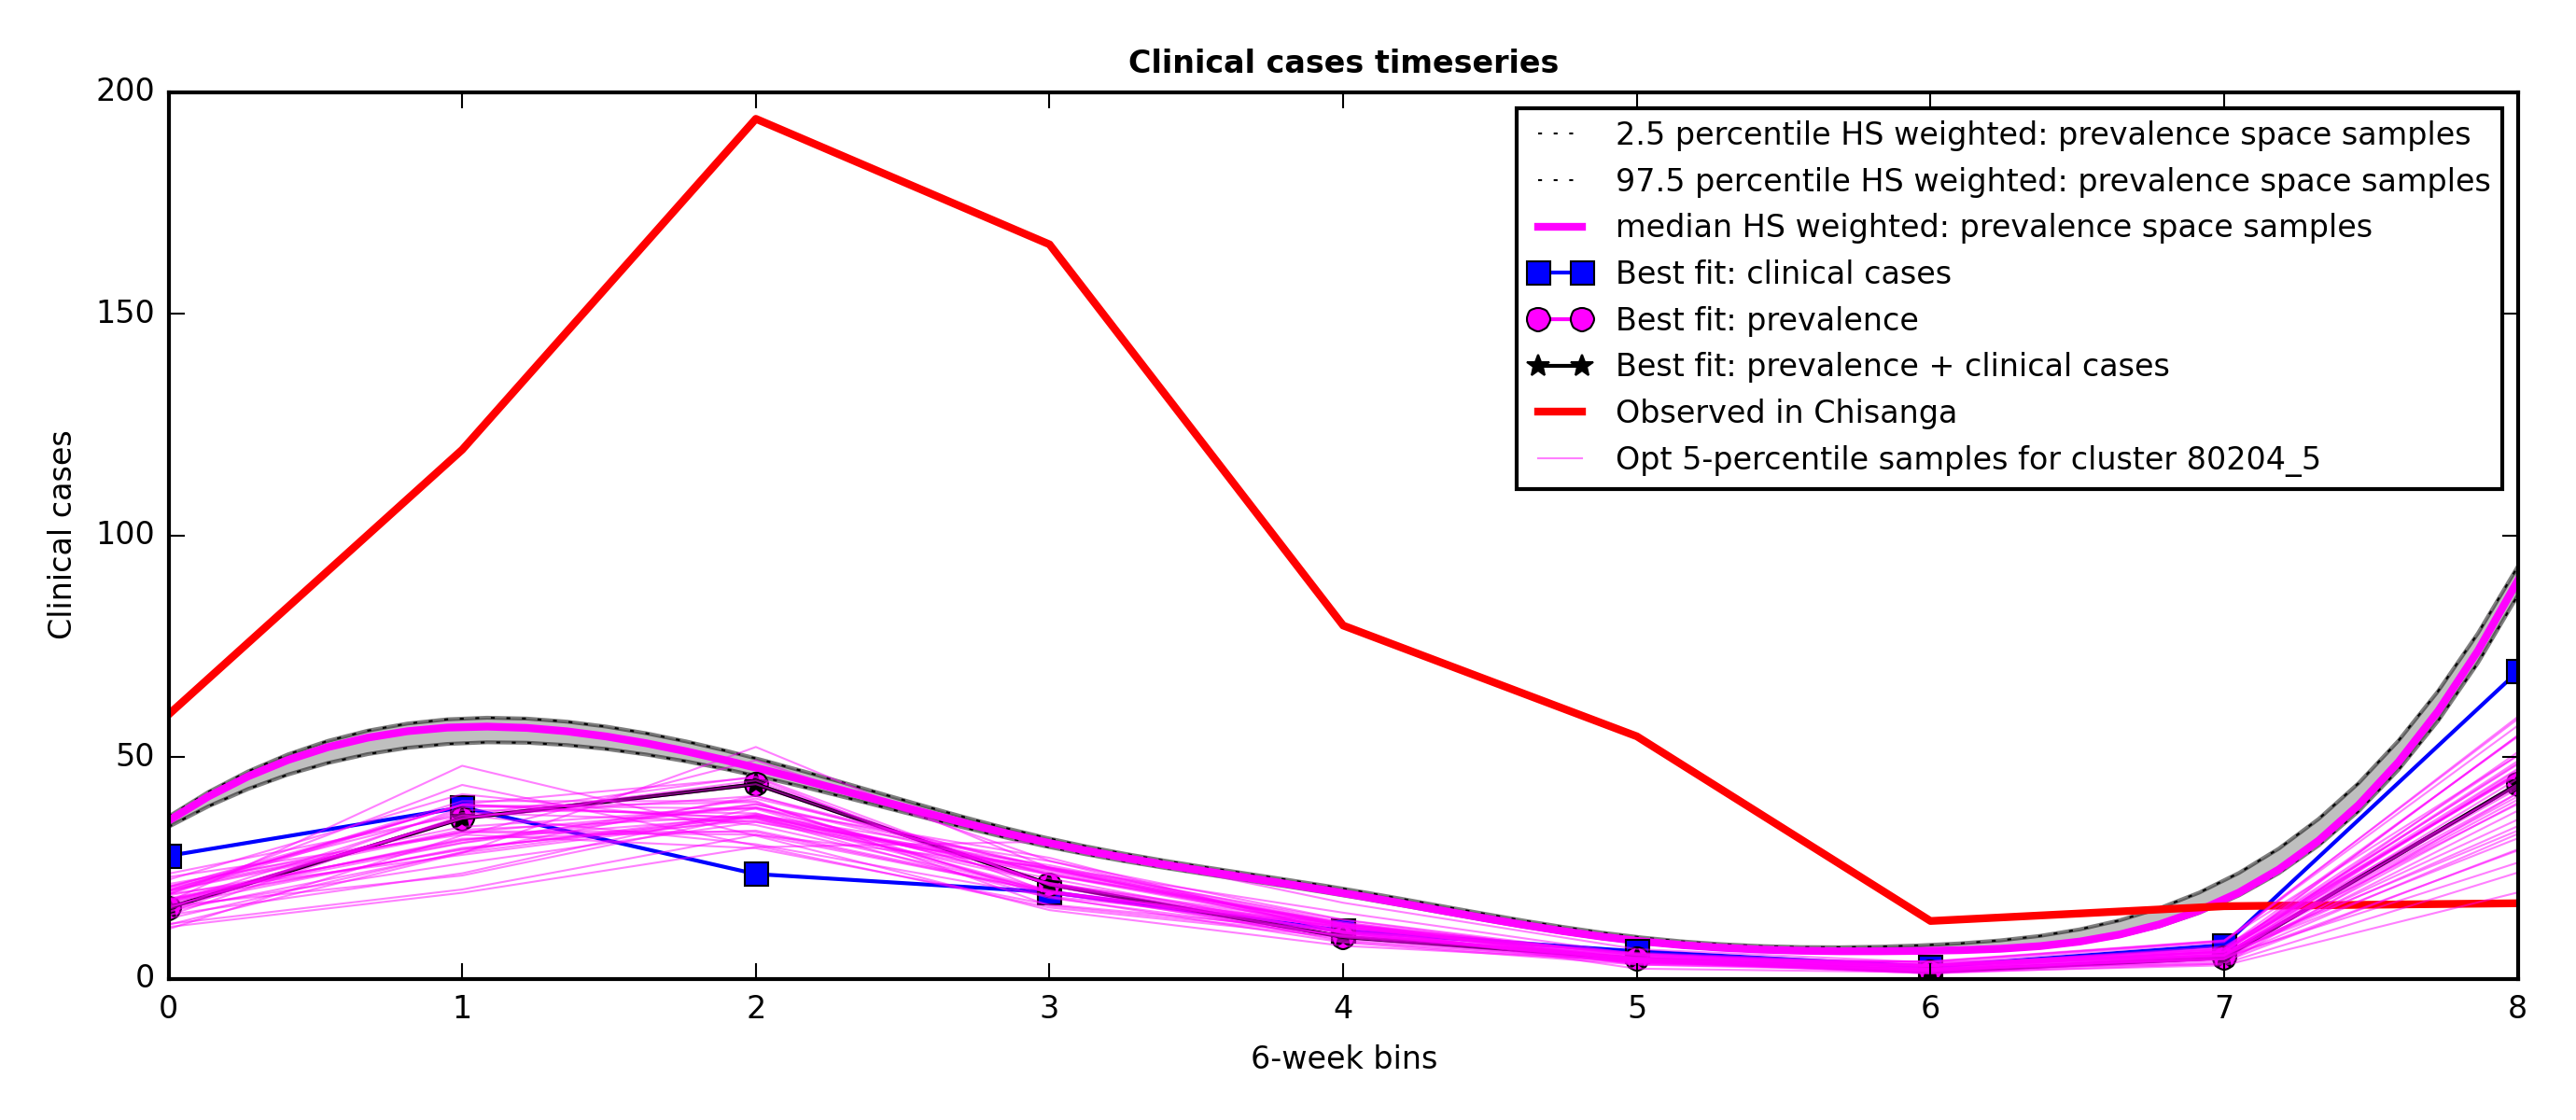 Clinical cases timeseries
200
150
100
50
0
Clinical cases
2.5 percentile HS weighted: prevalence space samples
97.5 percentile HS weighted: prevalence space samples
median HS weighted: prevalence space samples
Best fit: clinical cases
Best fit: prevalence
Best fit: prevalence + clinical cases
Observed in Chisanga
Opt 5-percentile samples for cluster 80204_5
0 1 2 3 4 5 6 7 8
6-week bins